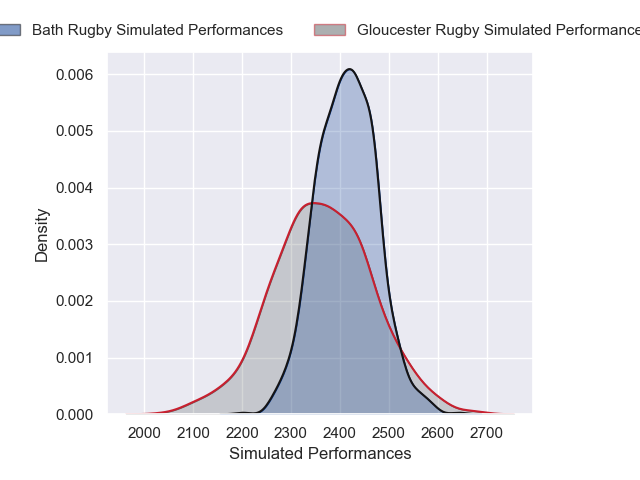 Bath Rugby Simulated Performances
Gloucester Rugby Simulated Performance
0.006
0.005
0.004
0.003
0.002
0.001
0.000
Density
2000 2100 2200 2300 2400 2500 2600 2700
Simulated Performances